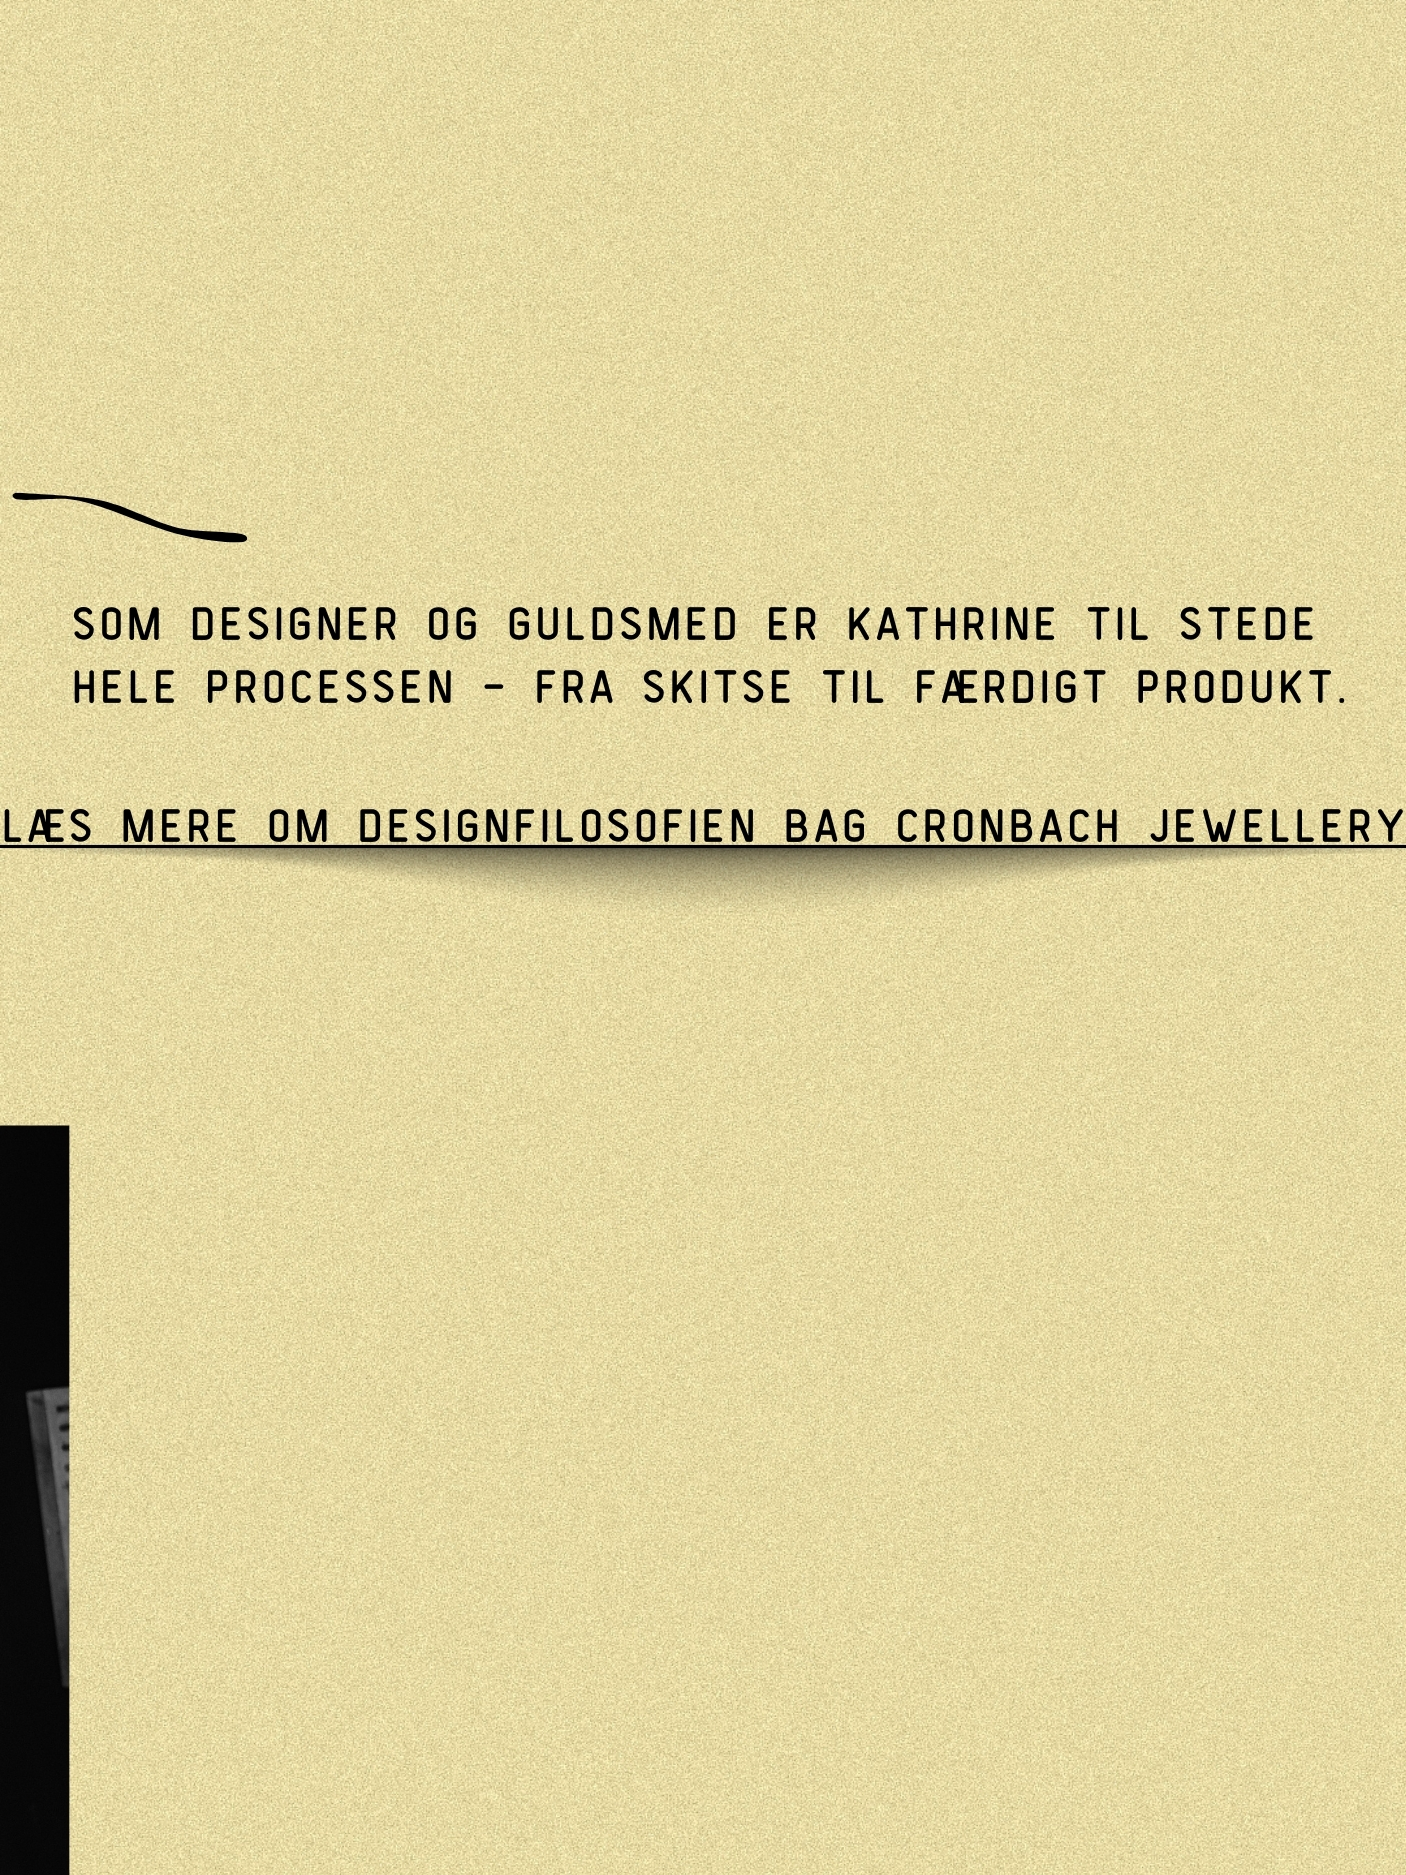 SOM DESIGNER OG GULDSMED ER KATHRINE TIL STEDE
HELE PROCESSEN – FRA SKITSE TIL FÆRDIGT PRODUKT.
LÆS MERE OM DESIGNFILOSOFIEN BAG CRONBACH JEWELLERY